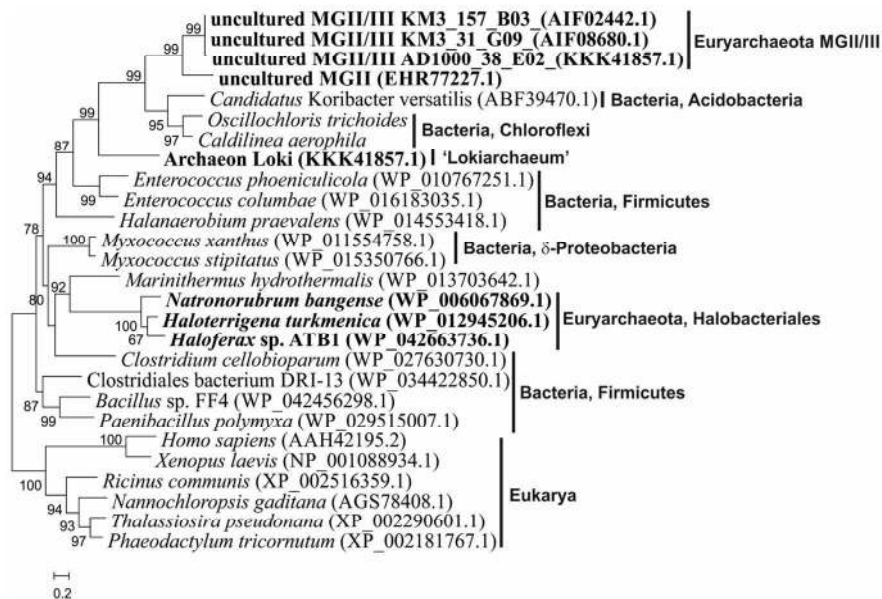 99 uncultured MGII/III KM3_157_B03_(AIF02442.1)
99 uncultured MGII/III KM3_31_G09_(AIF08680.1) Euryarchaeota MGII/III
99 uncultured MGII/III AD1000_38_E02_(KKK41857.1)
uncultured MGII (EHR77227.1)
99 Candidatus Koribacter versatilis (ABF39470.1) Bacteria, Acidobacteria
95 Oscillochloris trichoides Bacteria, Chloroflexi
97 Caldilinea aerophila
87 Archaeon Loki (KKK41857.1) 'Lokiarchaeum'
94 Enterococcus phoeniculicola (WP_010767251.1)
99 Enterococcus columbae (WP_016183035.1) Bacteria, Firmicutes
78 Halanaerobium praevalens (WP_014553418.1)
100 Myxococcus xanthus (WP_011554758.1) Bacteria, δ-Proteobacteria
Myxococcus stipitatus (WP_015350766.1)
80 92 Marinithermus hydrothermalis (WP_013703642.1)
Natronorubrum bangense (WP_006067869.1)
100 Haloterrigena turkmenica (WP_012945206.1) Euryarchaeota, Halobacteriales
67 Haloferax sp. ATB1 (WP_042663736.1)
Clostridium cellobioparum (WP_027630730.1)
Clostridiales bacterium DRI-13 (WP_034422850.1) Bacteria, Firmicutes
87 Bacillus sp. FF4 (WP_042456298.1)
99 Paenibacillus polymyxa (WP_029515007.1)
100 Homo sapiens (AAH42195.2)
Xenopus laevis (NP_001088934.1)
100 Ricinus communis (XP_002516359.1) Eukarya
94 Nannochloropsis gaditana (AGS78408.1)
93 Thalassiosira pseudonana (XP_002290601.1)
97 Phaeodactylum tricornutum (XP_002181767.1)
0.2